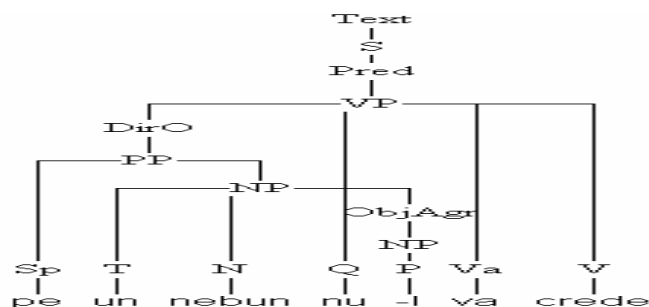 Text
S
Pred
VP
DirO
PP
NP
ObjAgr
NP
Sp T N Q P Va V
pe un nebun nu -l va crede